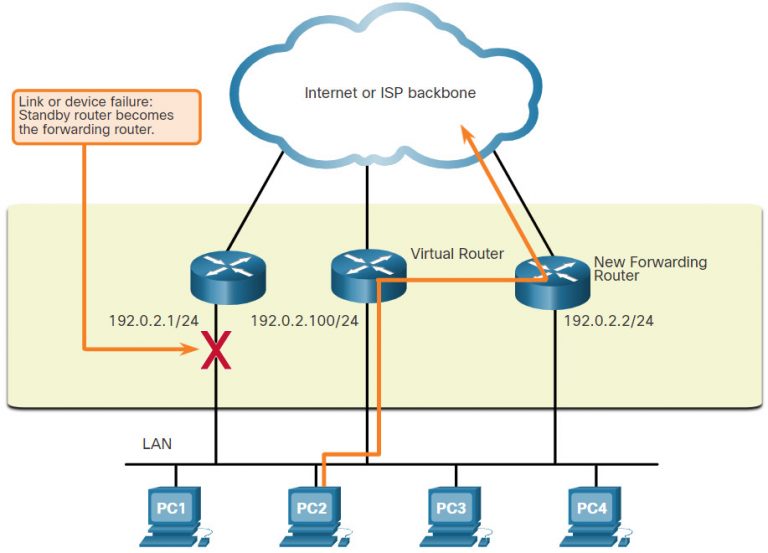 Internet or ISP backbone
Link or device failure:
Standby router becomes
the forwarding router.
Virtual Router
New Forwarding
Router
192.0.2.1/24
192.0.2.100/24
192.0.2.2/24
LAN
PC1
PC2
PC3
PC4